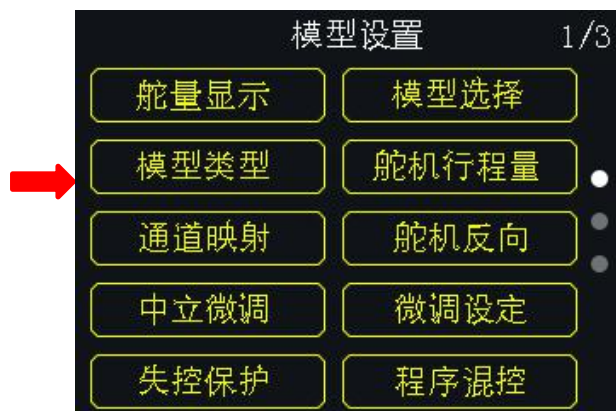 模型设置 1/3
舵量显示 模型选择
模型类型 舵机行程量
通道映射 舵机反向
中立微调 微调设定
失控保护 程序混控